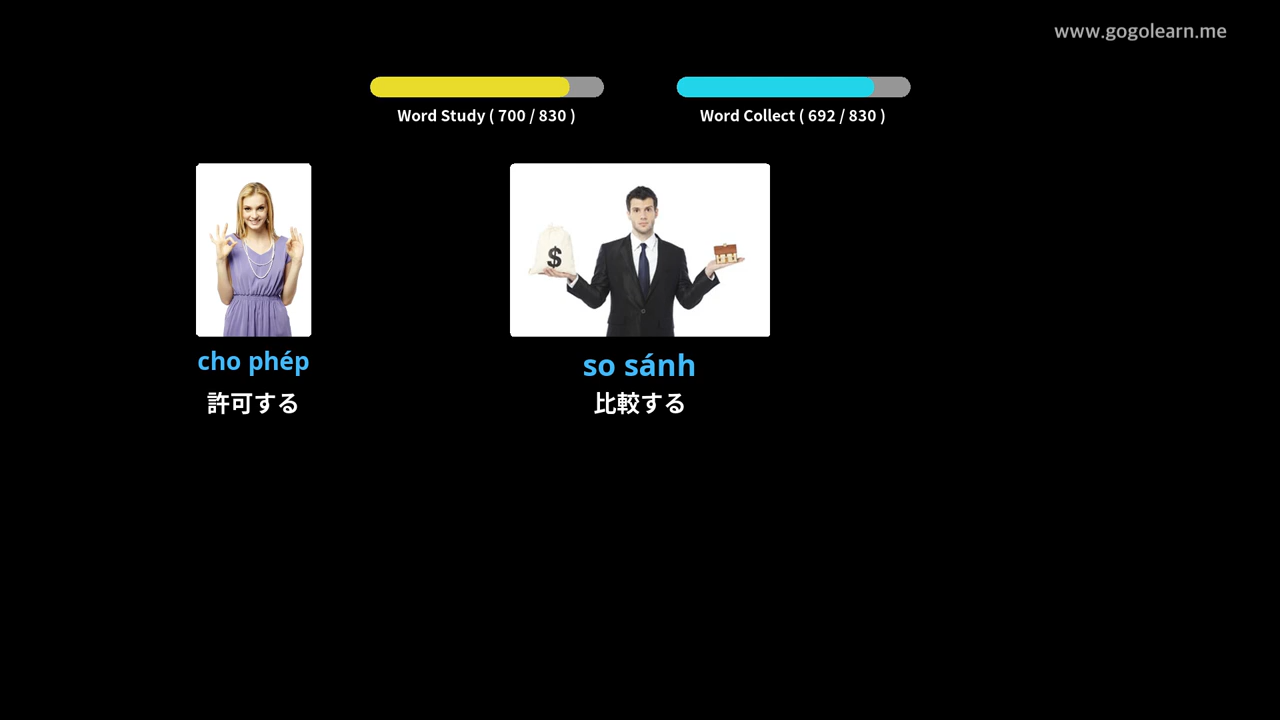 www.gogolearn.me
Word Study ( 700 / 830 )
Word Collect ( 692 / 830 )
$
cho phép
許可する
so sánh
比較する